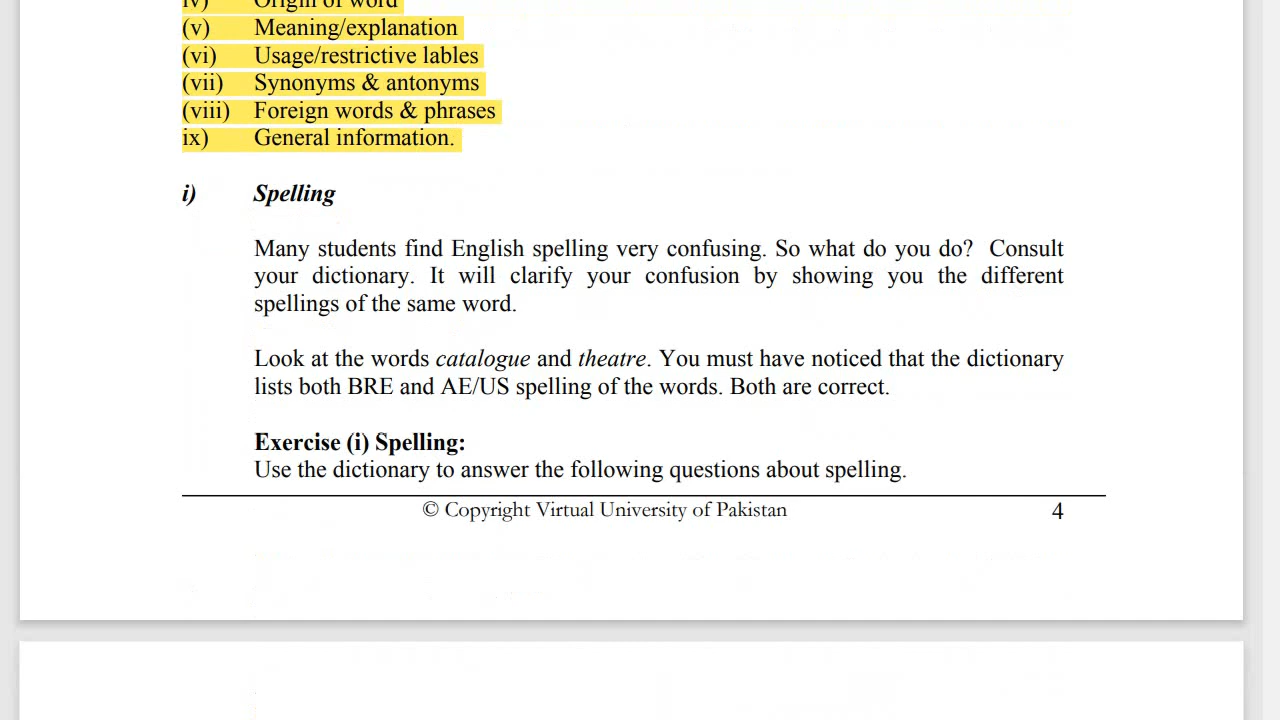 iv) Origin of word
(v) Meaning/explanation
(vi) Usage/restrictive lables
(vii) Synonyms & antonyms
(viii) Foreign words & phrases
ix) General information.
i) Spelling
Many students find English spelling very confusing. So what do you do? Consult
your dictionary. It will clarify your confusion by showing you the different
spellings of the same word.
Look at the words catalogue and theatre. You must have noticed that the dictionary
lists both BRE and AE/US spelling of the words. Both are correct.
Exercise (i) Spelling:
Use the dictionary to answer the following questions about spelling.
© Copyright Virtual University of Pakistan 4